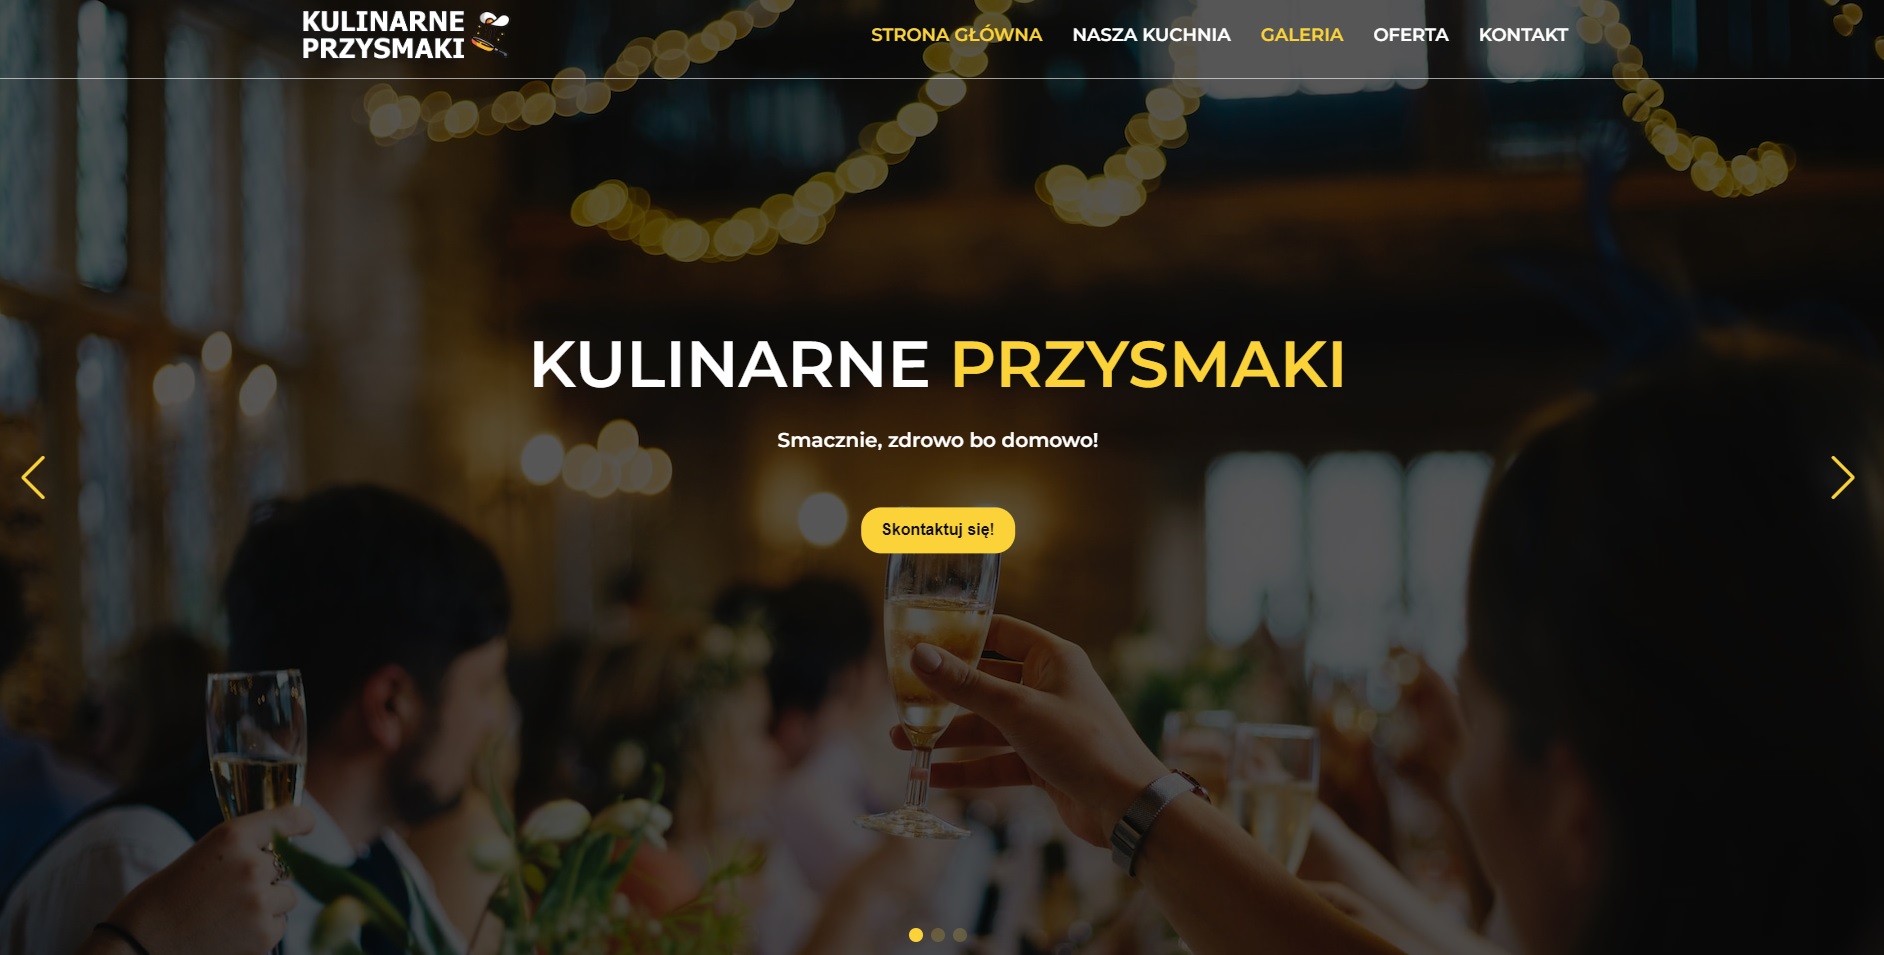 KULINARNE
PRZYSMAKI
STRONA GŁÓWNA NASZA KUCHNIA GALERIA OFERTA KONTAKT
KULINARNE PRZYSMAKI
Smacznie, zdrowo bo domowo!
Skontaktuj się!